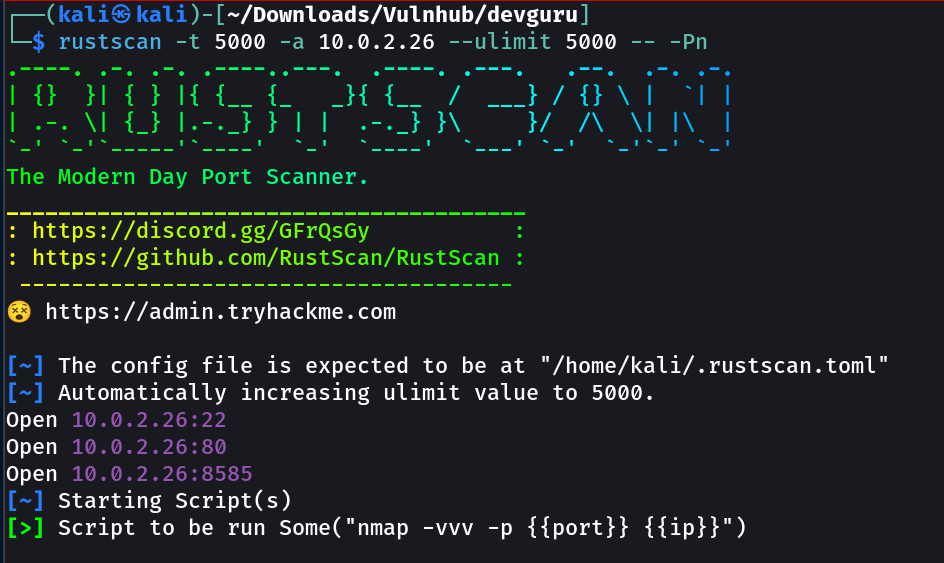 ┌──(kali㉿kali)-[~/Downloads/Vulnhub/devguru]
└─$ rustscan -t 5000 -a 10.0.2.26 --ulimit 5000 -- -Pn
.----. .-. .-. .----..---.  .----. .---.   .--.  .-. .-.
| {}  }| { } |{ {__ {_   _}{ {__  /  ___} / {} \ |  `| |
| .-. \| {_} |.-._} } | |  .-._} }\     }/  /\  \| |\  |
`-' `-'`-----'`----'  `-'  `----'  `---' `-'  `-'`-' `-'
The Modern Day Port Scanner.
________________________________________
: https://discord.gg/GFrQsGy           :
: https://github.com/RustScan/RustScan :
 --------------------------------------
😵 https://admin.tryhackme.com
[~] The config file is expected to be at "/home/kali/.rustscan.toml"
[~] Automatically increasing ulimit value to 5000.
Open 10.0.2.26:22
Open 10.0.2.26:80
Open 10.0.2.26:8585
[~] Starting Script(s)
[>] Script to be run Some("nmap -vvv -p {{port}} {{ip}}")